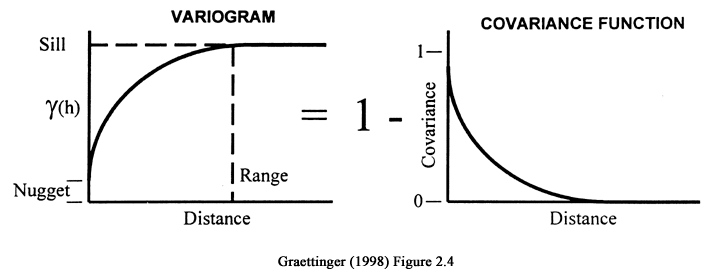 VARIOGRAM
Sill
γ(h)
Nugget
Range
Distance
= 1 -
COVARIANCE FUNCTION
1
Covariance
0
Distance
Graettinger (1998) Figure 2.4